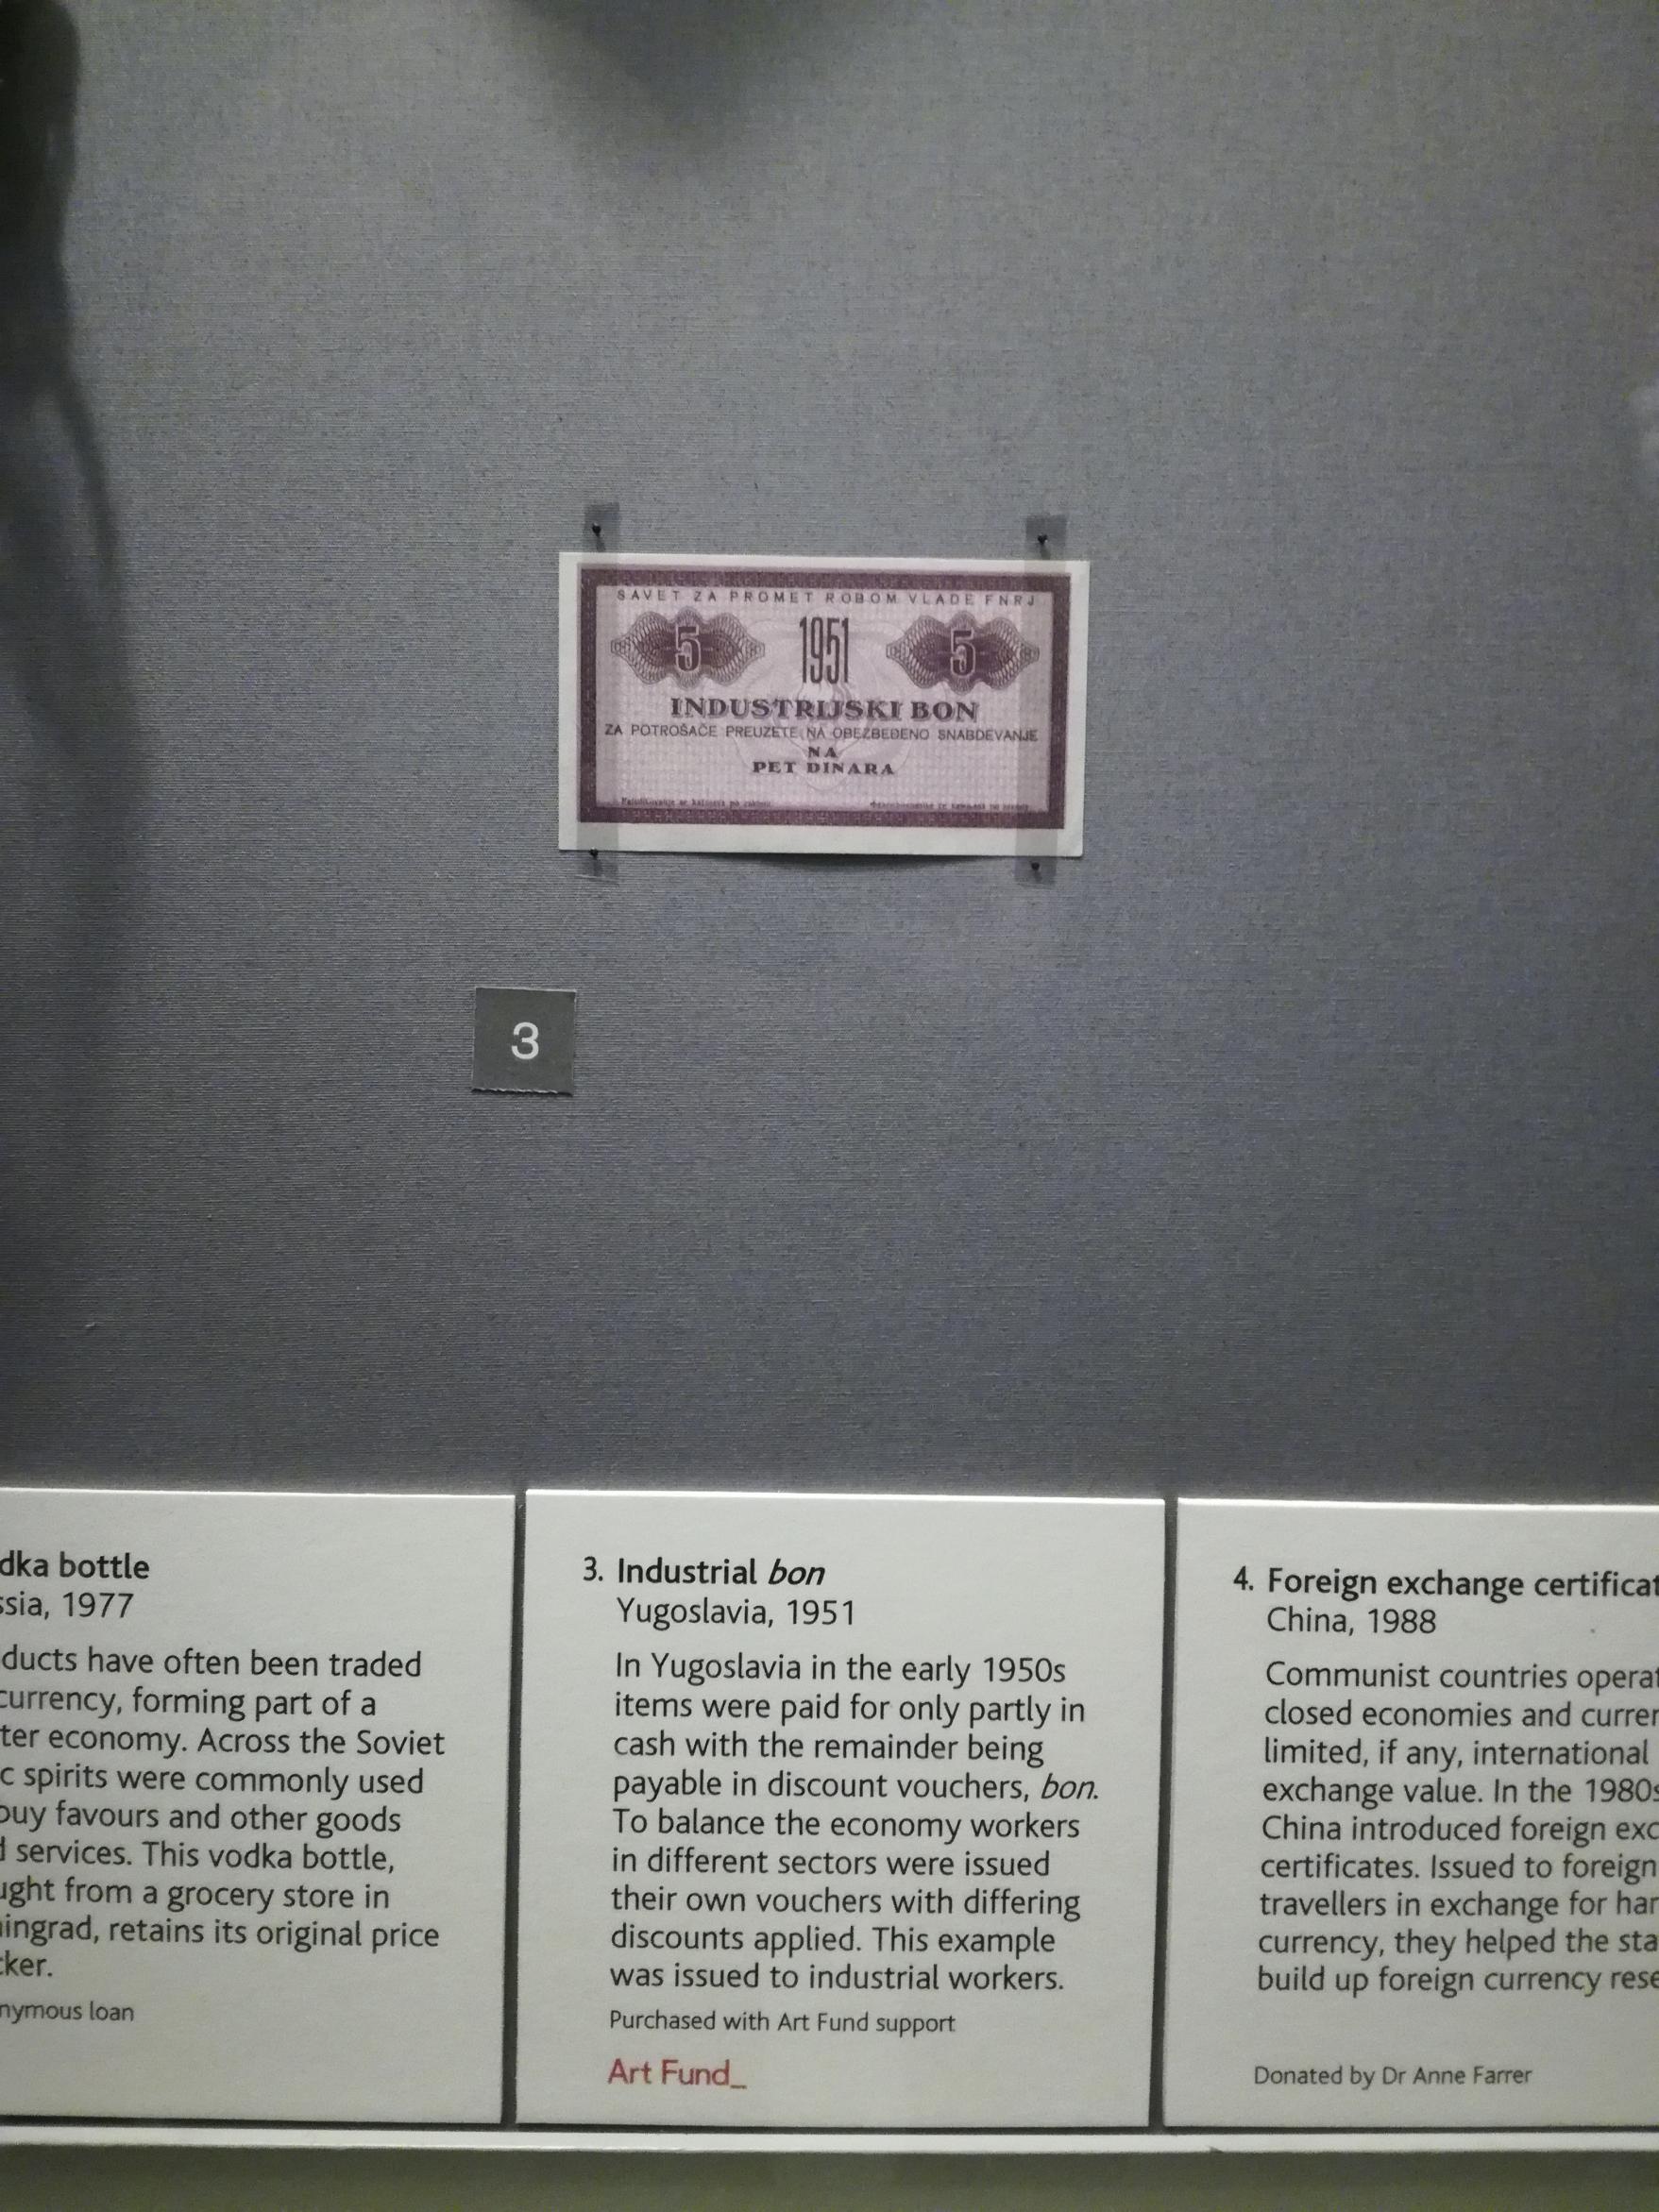 SAVET ZA PROMET ROBOM VLADE FNRJ
5 1951 5
INDUSTRIJSKI BON
ZA POTROŠAČE PREUZETE NA OBEZBEĐENO SNABDEVANJE
NA
PET DINARA
3
dka bottle
ssia, 1977
ducts have often been traded
currency, forming part of a
ter economy. Across the Soviet
c spirits were commonly used
buy favours and other goods
d services. This vodka bottle,
ught from a grocery store in
ingrad, retains its original price
cker.
nymous loan
3. Industrial bon
Yugoslavia, 1951
In Yugoslavia in the early 1950s
items were paid for only partly in
cash with the remainder being
payable in discount vouchers, bon.
To balance the economy workers
in different sectors were issued
their own vouchers with differing
discounts applied. This example
was issued to industrial workers.
Purchased with Art Fund support
Art Fund_
4. Foreign exchange certificat
China, 1988
Communist countries operat
closed economies and curren
limited, if any, international
exchange value. In the 1980s
China introduced foreign exc
certificates. Issued to foreign
travellers in exchange for har
currency, they helped the sta
build up foreign currency rese
Donated by Dr Anne Farrer